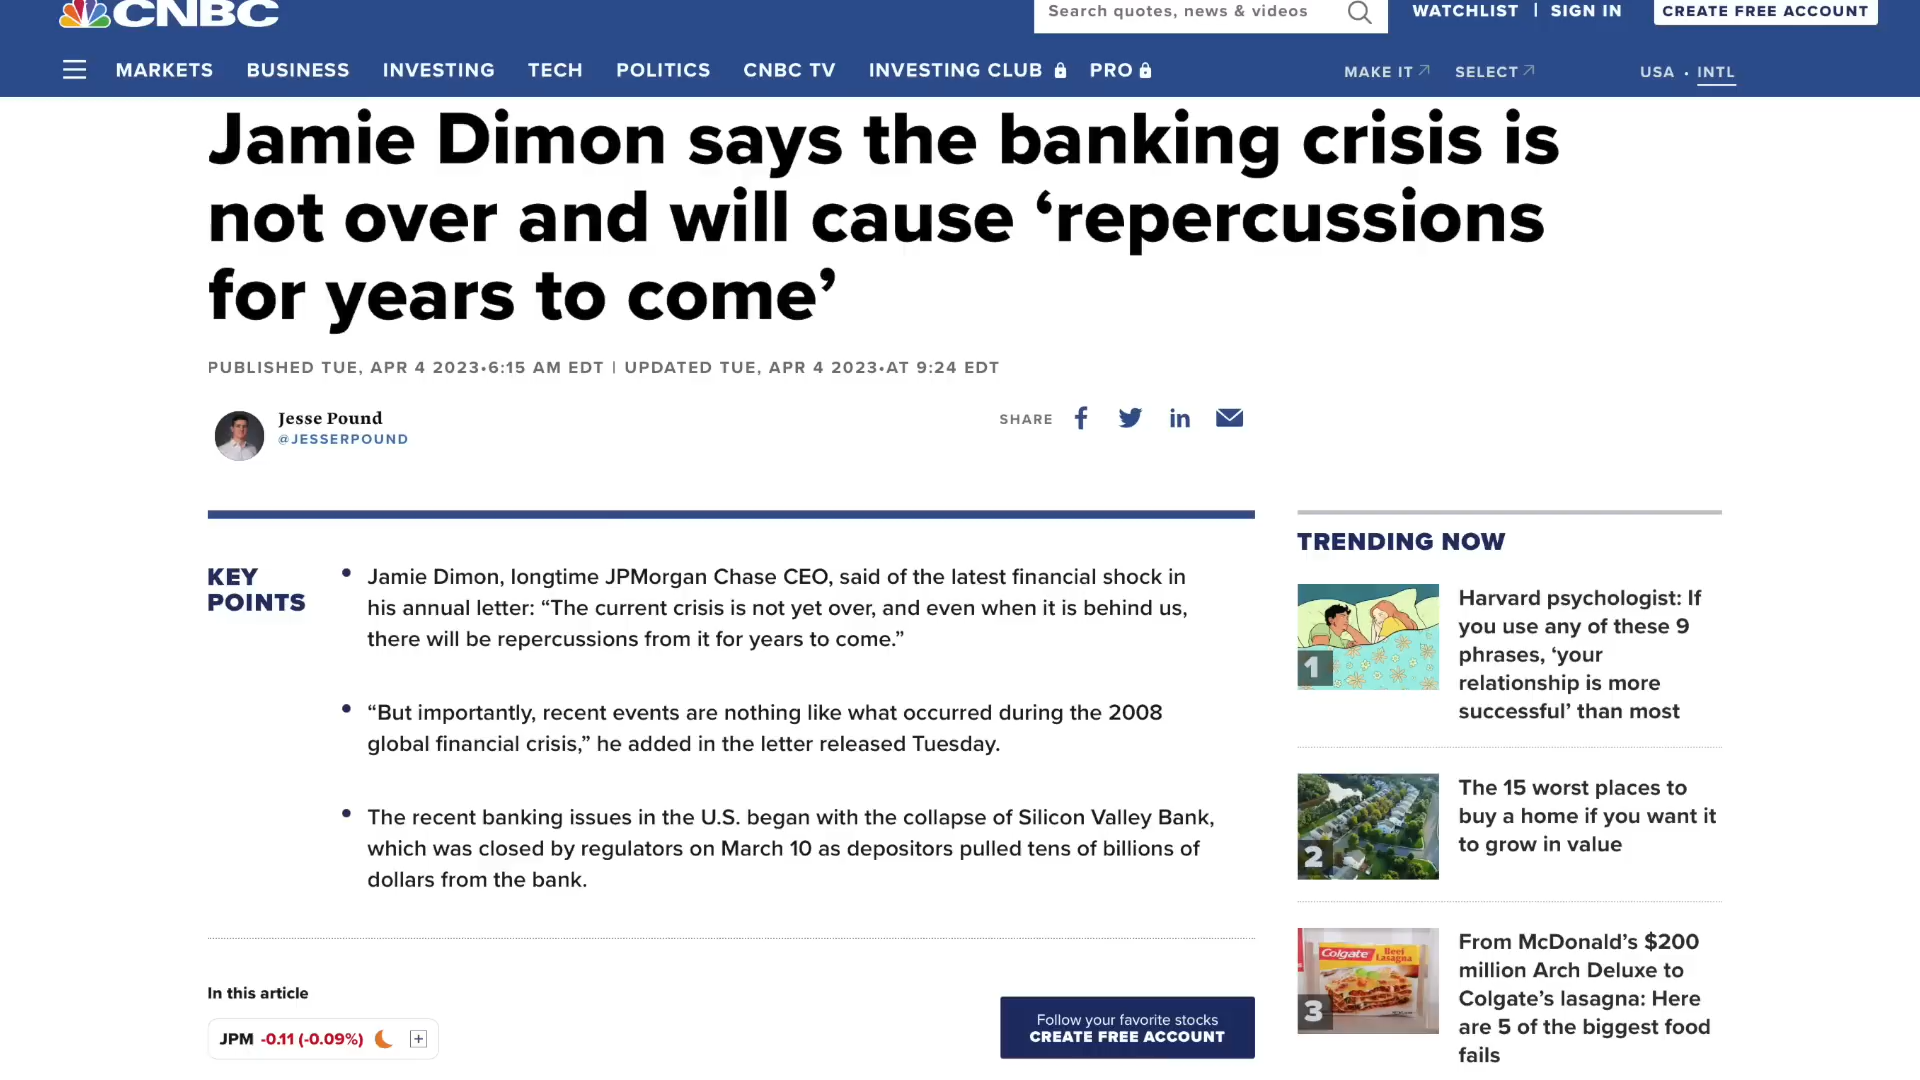 CNBC
Search quotes, news & videos
WATCHLIST | SIGN IN
CREATE FREE ACCOUNT
MARKETS BUSINESS INVESTING TECH POLITICS CNBC TV INVESTING CLUB PRO
MAKE IT SELECT
USA • INTL
Jamie Dimon says the banking crisis is
not over and will cause ‘repercussions
for years to come’
PUBLISHED TUE, APR 4 2023•6:15 AM EDT | UPDATED TUE, APR 4 2023•AT 9:24 EDT
Jesse Pound
@JESSERPOUND
SHARE
KEY
POINTS
• Jamie Dimon, longtime JPMorgan Chase CEO, said of the latest financial shock in
his annual letter: “The current crisis is not yet over, and even when it is behind us,
there will be repercussions from it for years to come.”
• “But importantly, recent events are nothing like what occurred during the 2008
global financial crisis,” he added in the letter released Tuesday.
• The recent banking issues in the U.S. began with the collapse of Silicon Valley Bank,
which was closed by regulators on March 10 as depositors pulled tens of billions of
dollars from the bank.
In this article
JPM -0.11 (-0.09%)
Follow your favorite stocks
CREATE FREE ACCOUNT
TRENDING NOW
1
Harvard psychologist: If
you use any of these 9
phrases, ‘your
relationship is more
successful’ than most
2
The 15 worst places to
buy a home if you want it
to grow in value
Colgate
Beef
Lasagna
3
From McDonald’s $200
million Arch Deluxe to
Colgate’s lasagna: Here
are 5 of the biggest food
fails